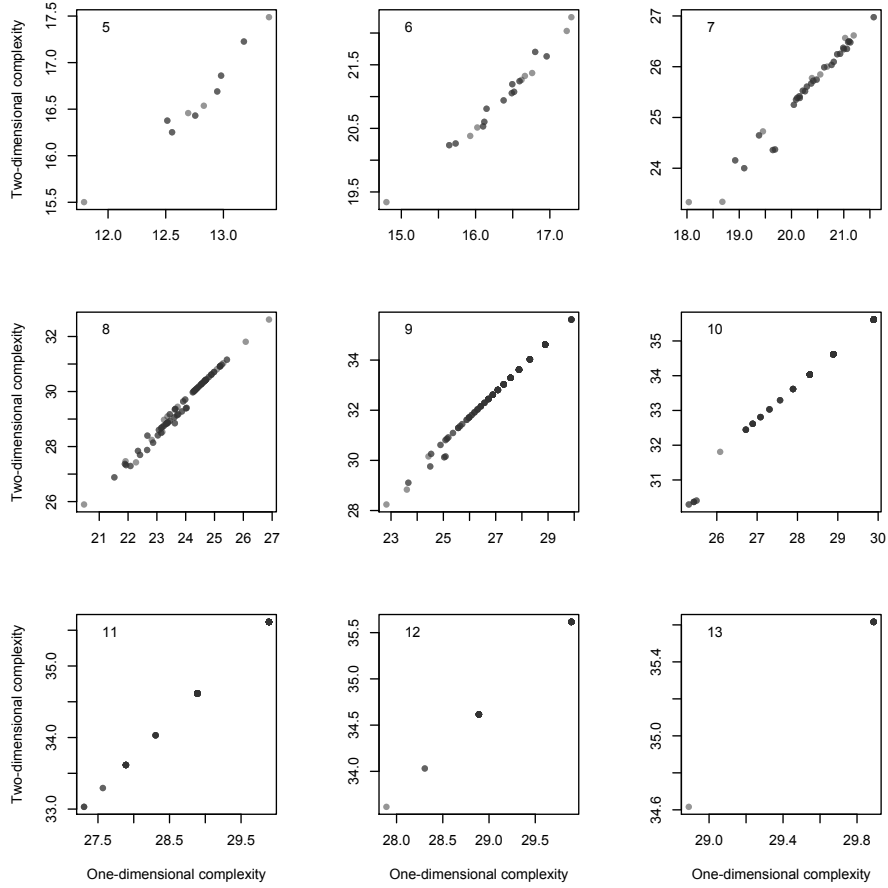 5
6
7
Two-dimensional complexity
15.5 16.0 16.5 17.0 17.5
19.5 20.5 21.5
24 25 26 27
12.0 12.5 13.0
15.0 16.0 17.0
18.0 19.0 20.0 21.0
8
9
10
Two-dimensional complexity
26 28 30 32
28 30 32 34
30 31 32 33 34 35
21 22 23 24 25 26 27
23 25 27 29
26 27 28 29 30
11
12
13
Two-dimensional complexity
33.0 34.0 35.0
34.0 34.5 35.0 35.5
34.6 35.0 35.4
27.5 28.5 29.5
28.0 28.5 29.0 29.5
29.0 29.4 29.8
One-dimensional complexity
One-dimensional complexity
One-dimensional complexity